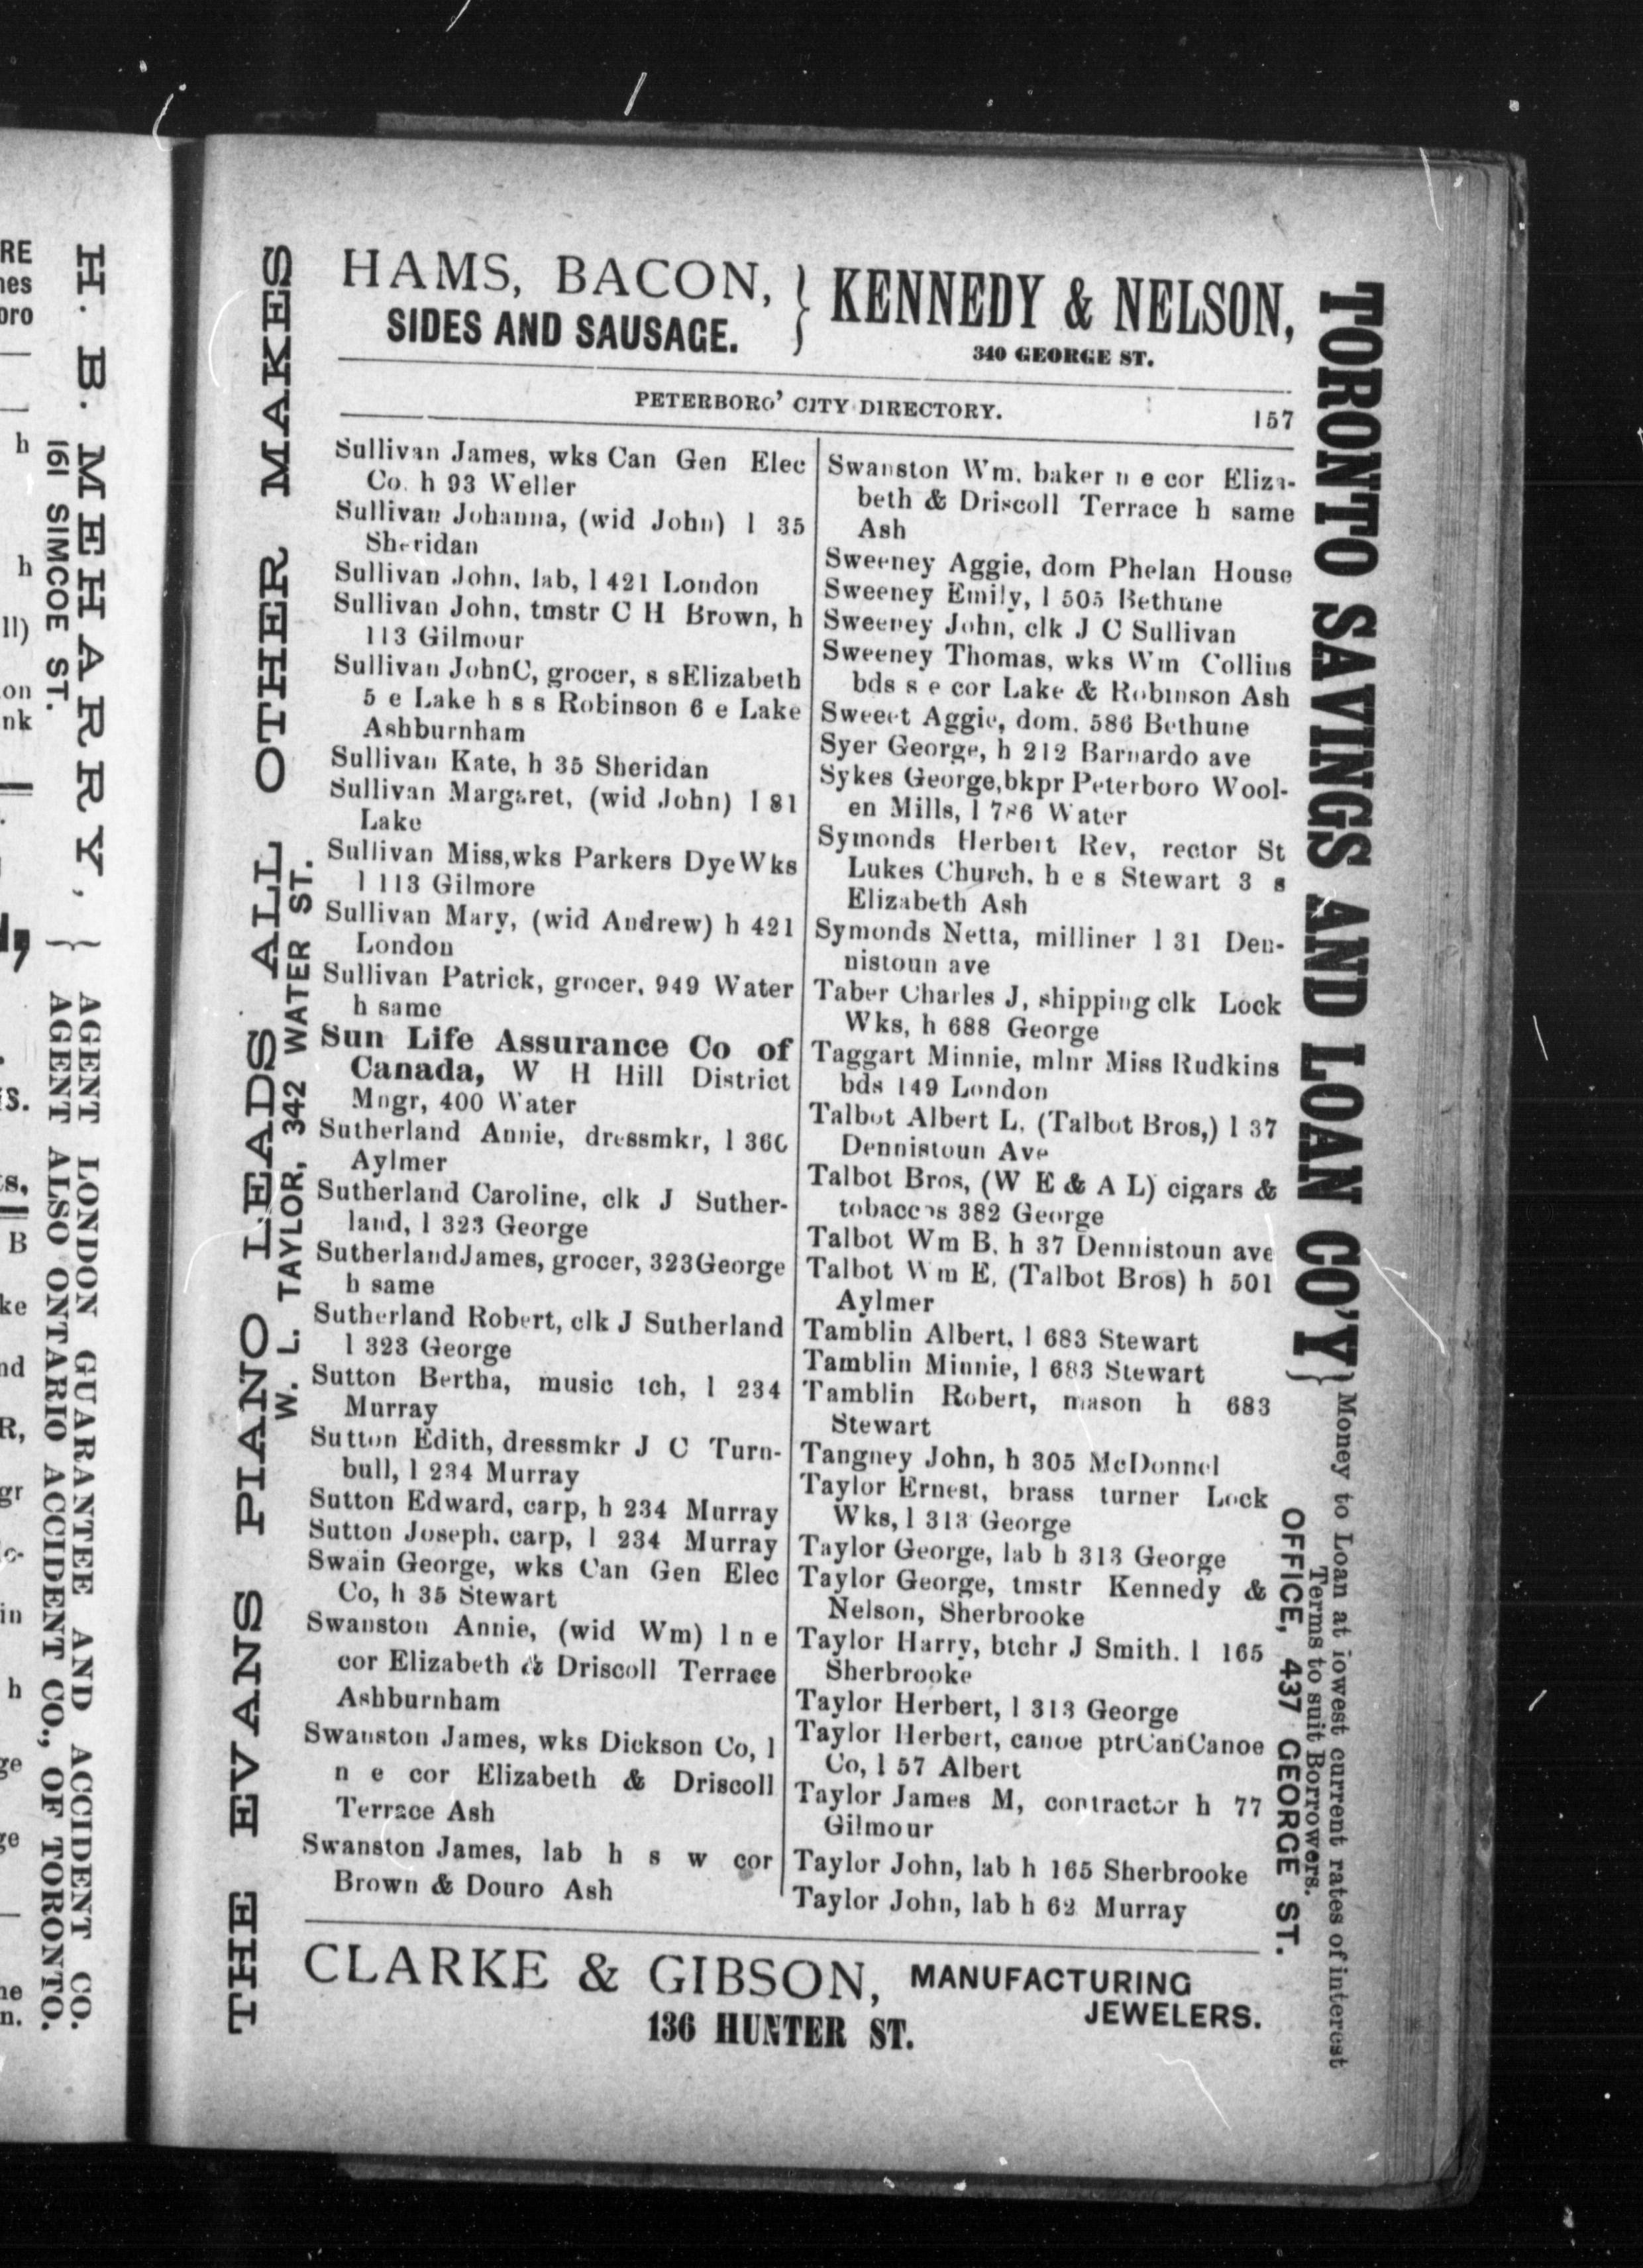 HAMS, BACON,
SIDES AND SAUSAGE.
} KENNEDY & NELSON,
340 GEORGE ST.
PETERBORO' CITY DIRECTORY.
157
Sullivan James, wks Can Gen Elec
Co. h 93 Weller
Sullivan Johanna, (wid John) l 35
Sheridan
Sullivan John, lab, l 421 London
Sullivan John, tmstr C H Brown, h
113 Gilmour
Sullivan JohnC, grocer, s sElizabeth
5 e Lake h s s Robinson 6 e Lake
Ashburnham
Sullivan Kate, h 35 Sheridan
Sullivan Margaret, (wid John) l 81
Lake
Sullivan Miss,wks Parkers DyeWks
l 113 Gilmore
Sullivan Mary, (wid Andrew) h 421
London
Sullivan Patrick, grocer, 949 Water
h same
Sun Life Assurance Co of
Canada, W H Hill District
Mngr, 400 Water
Sutherland Annie, dressmkr, l 360
Aylmer
Sutherland Caroline, clk J Suther-
land, l 323 George
SutherlandJames, grocer, 323George
h same
Sutherland Robert, clk J Sutherland
l 323 George
Sutton Bertha, music tch, l 234
Murray
Sutton Edith, dressmkr J C Turn-
bull, l 234 Murray
Sutton Edward, carp, h 234 Murray
Sutton Joseph. carp, l 234 Murray
Swain George, wks Can Gen Elec
Co, h 35 Stewart
Swanston Annie, (wid Wm) l n e
cor Elizabeth & Driscoll Terrace
Ashburnham
Swanston James, wks Dickson Co, l
n e cor Elizabeth & Driscoll
Terrace Ash
Swanston James, lab h s w cor
Brown & Douro Ash
Swanston Wm. baker n e cor Eliza-
beth & Driscoll Terrace h same
Ash
Sweeney Aggie, dom Phelan House
Sweeney Emily, l 505 Bethune
Sweeney John, clk J C Sullivan
Sweeney Thomas, wks Wm Collins
bds s e cor Lake & Robinson Ash
Sweeet Aggie, dom. 586 Bethune
Syer George, h 212 Barnardo ave
Sykes George,bkpr Peterboro Wool-
en Mills, l 786 Water
Symonds Herbert Rev, rector St
Lukes Church, h e s Stewart 3 s
Elizabeth Ash
Symonds Netta, milliner l 31 Den-
nistoun ave
Taber Charles J, shipping clk Lock
Wks, h 688 George
Taggart Minnie, mlnr Miss Rudkins
bds 149 London
Talbot Albert L, (Talbot Bros,) l 37
Dennistoun Ave
Talbot Bros, (W E & A L) cigars &
tobaccos 382 George
Talbot Wm B, h 37 Dennistoun ave
Talbot Wm E, (Talbot Bros) h 501
Aylmer
Tamblin Albert, l 683 Stewart
Tamblin Minnie, l 683 Stewart
Tamblin Robert, mason h 683
Stewart
Tangney John, h 305 McDonnel
Taylor Ernest, brass turner Lock
Wks, l 313 George
Taylor George, lab h 313 George
Taylor George, tmstr Kennedy &
Nelson, Sherbrooke
Taylor Harry, btchr J Smith. l 165
Sherbrooke
Taylor Herbert, l 313 George
Taylor Herbert, canoe ptrCanCanoe
Co, l 57 Albert
Taylor James M, contractor h 77
Gilmour
Taylor John, lab h 165 Sherbrooke
Taylor John, lab h 62 Murray
CLARKE & GIBSON, MANUFACTURING
JEWELERS.
136 HUNTER ST.
THE EVANS PIANO LEADS ALL OTHER MAKES
W. L. TAYLOR, 342 WATER ST.
TORONTO SAVINGS AND LOAN CO'Y }
Money to Loan at lowest current rates of interest
Terms to suit Borrowers.
OFFICE, 437 GEORGE ST.
H. B. MEHARRY, } AGENT LONDON GUARANTEE AND ACCIDENT CO.
161 SIMCOE ST. AGENT ALSO ONTARIO ACCIDENT CO., OF TORONTO.